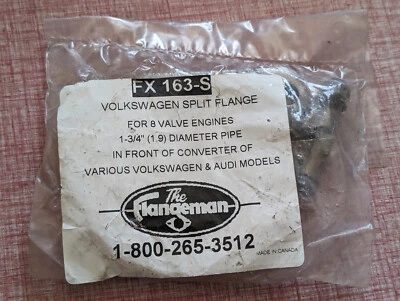 FX 163-S
VOLKSWAGEN SPLIT FLANGE
FOR 8 VALVE ENGINES
1-3/4" (1.9) DIAMETER PIPE
IN FRONT OF CONVERTER OF
VARIOUS VOLKSWAGEN & AUDI MODELS
The
Flangeman
1-800-265-3512
MADE IN CANADA